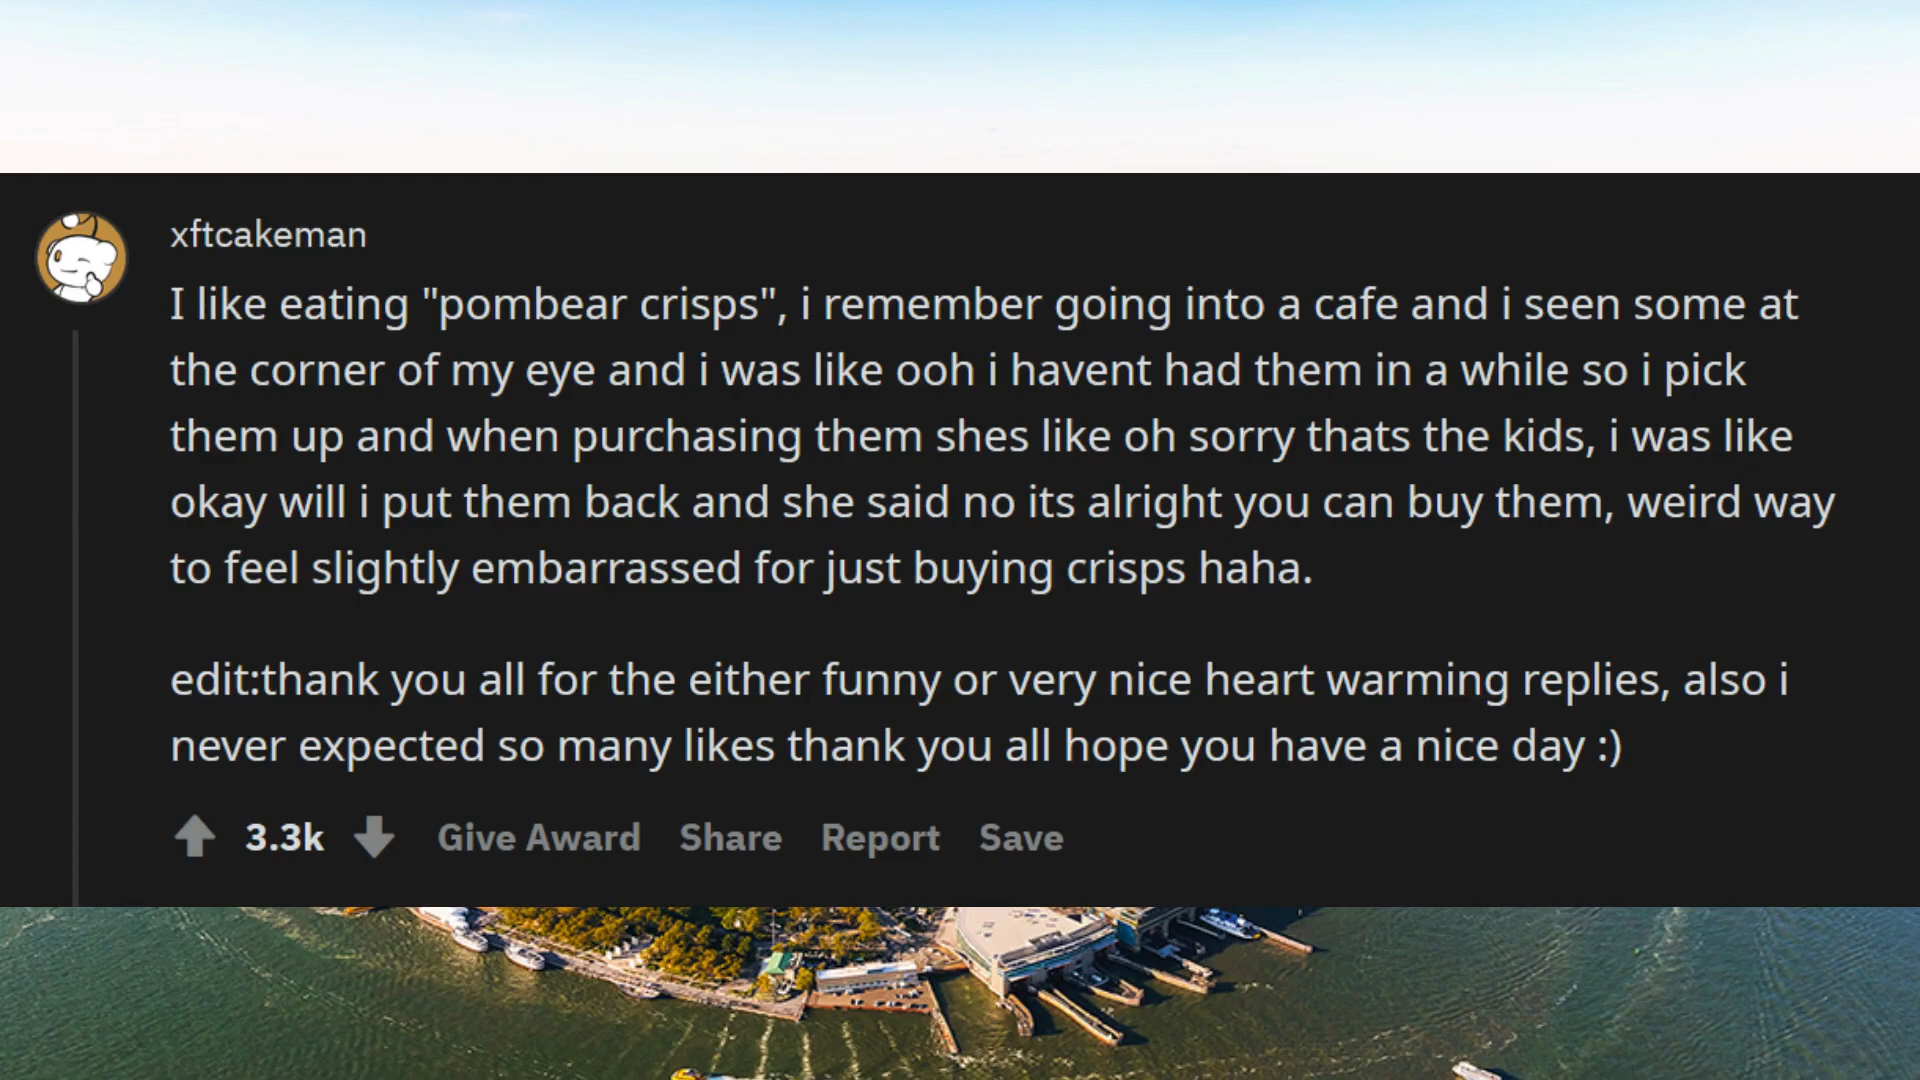 xftcakeman
I like eating "pombear crisps", i remember going into a cafe and i seen some at
the corner of my eye and i was like ooh i havent had them in a while so i pick
them up and when purchasing them shes like oh sorry thats the kids, i was like
okay will i put them back and she said no its alright you can buy them, weird way
to feel slightly embarrassed for just buying crisps haha.
edit:thank you all for the either funny or very nice heart warming replies, also i
never expected so many likes thank you all hope you have a nice day :)
3.3k Give Award Share Report Save